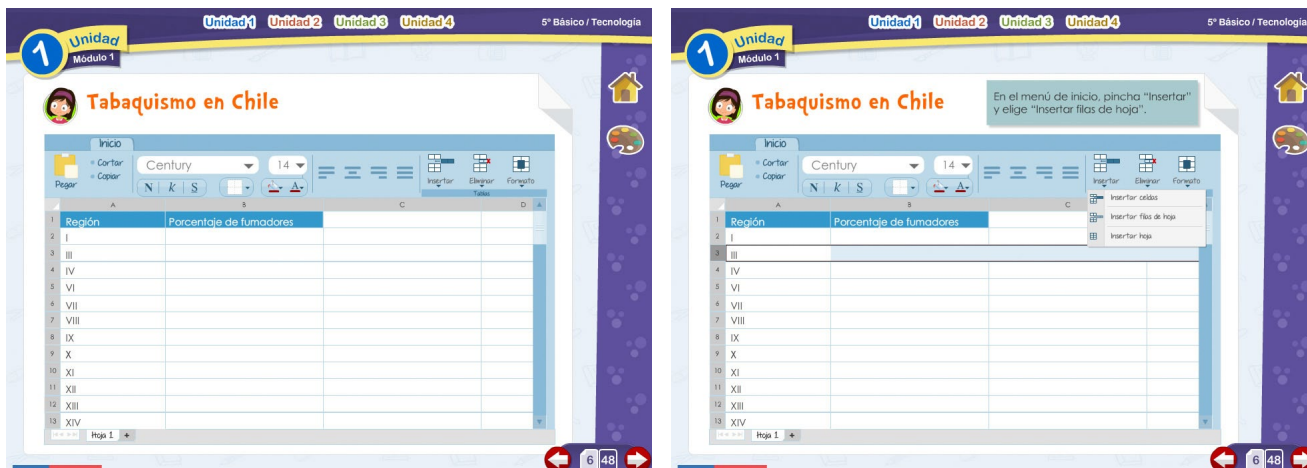 Unidad 1 Unidad 2 Unidad 3 Unidad 4
5º Básico / Tecnología
1 Unidad
Módulo 1
Tabaquismo en Chile
Inicio
Pegar
Cortar
Copiar
Century
14
N k S
A
Insertar Eliminar Formato
Tablas
A B C D
1 Región Porcentaje de fumadores
2 I
3 III
4 IV
5 VI
6 VII
7 VIII
8 IX
9 X
10 XI
11 XII
12 XIII
13 XIV
Hoja 1 +
6 48
Unidad 1 Unidad 2 Unidad 3 Unidad 4
5º Básico / Tecnología
1 Unidad
Módulo 1
Tabaquismo en Chile
En el menú de inicio, pincha “Insertar”
y elige “Insertar filas de hoja”.
Inicio
Pegar
Cortar
Copiar
Century
14
N k S
A
Insertar Eliminar Formato
Insertar celdas
Insertar filas de hoja
Insertar hoja
A B C
1 Región Porcentaje de fumadores
2 I
3 III
4 IV
5 VI
6 VII
7 VIII
8 IX
9 X
10 XI
11 XII
12 XIII
13 XIV
Hoja 1 +
6 48